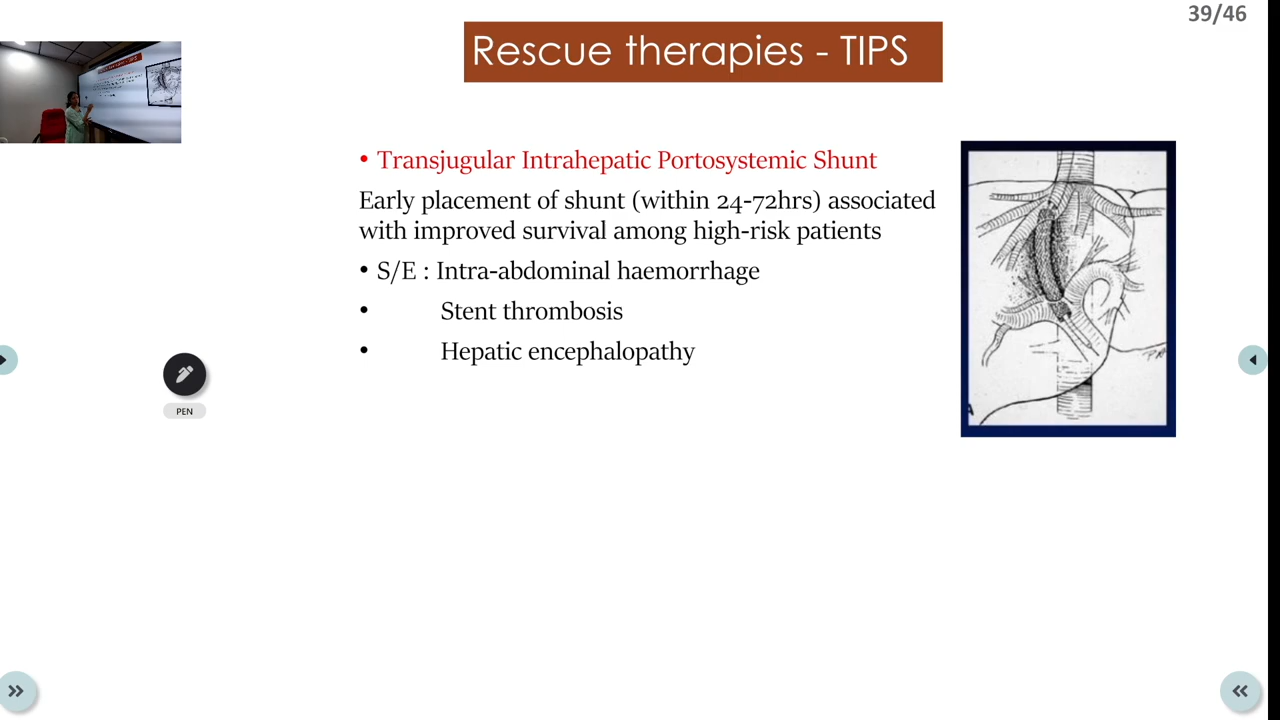 39/46
Rescue therapies - TIPS
• Transjugular Intrahepatic Portosystemic Shunt
Early placement of shunt (within 24-72hrs) associated
with improved survival among high-risk patients
• S/E : Intra-abdominal haemorrhage
• Stent thrombosis
• Hepatic encephalopathy
PEN